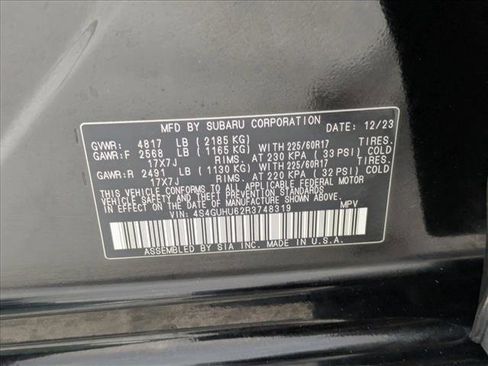 MFD BY SUBARU CORPORATION DATE: 12/23
GVWR: 4817 LB (2185 KG)
GAWR:F 2568 LB (1165 KG) WITH 225/60R17 TIRES.
17X7J RIMS. AT 230 KPA (33 PSI) COLD.
GAWR:R 2491 LB (1130 KG) WITH 225/60R17 TIRES.
17X7J RIMS. AT 220 KPA (32 PSI) COLD.
THIS VEHICLE CONFORMS TO ALL APPLICABLE FEDERAL MOTOR
VEHICLE SAFETY AND THEFT PREVENTION STANDARDS IN EFFECT
ON THE DATE OF MANUFACTURE SHOWN ABOVE.
VIN: 4S4GUHU62R3748319 MPV
ASSEMBLED BY SIA INC. MADE IN U.S.A.